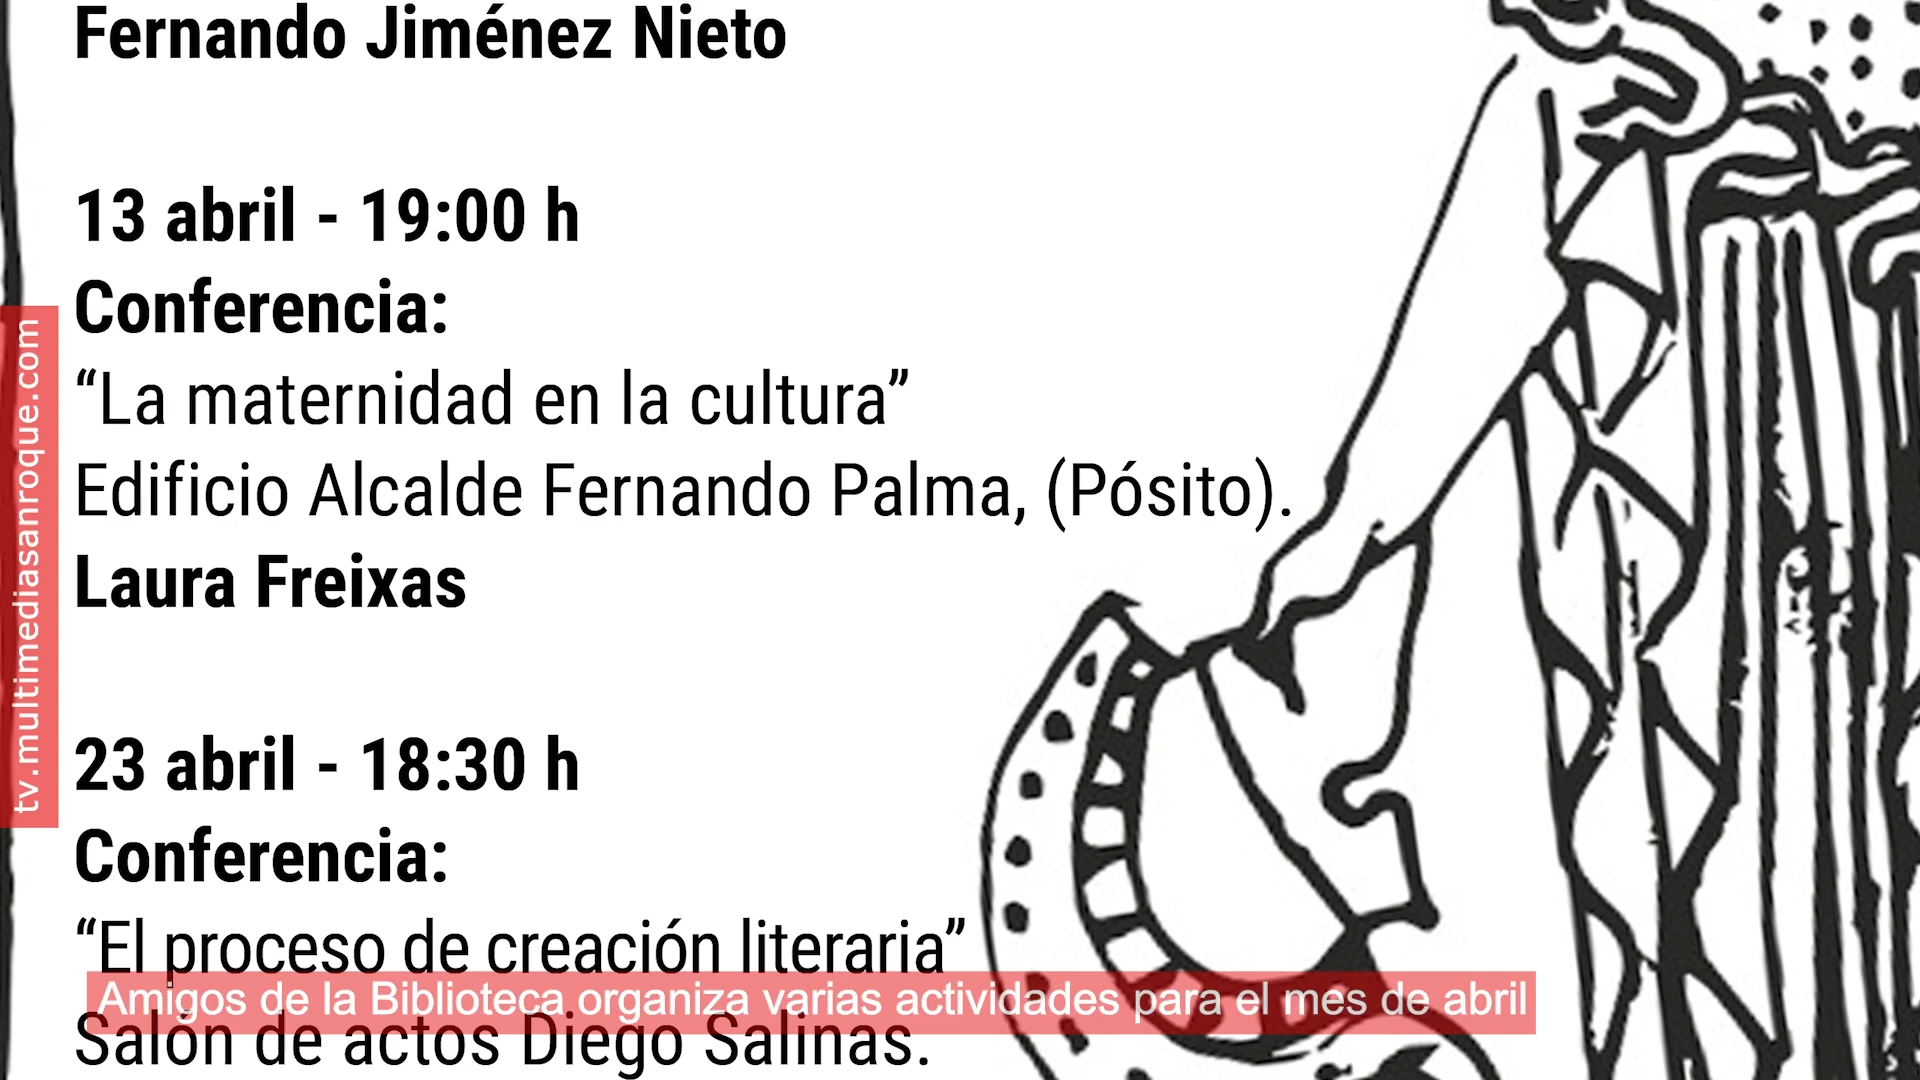 Fernando Jiménez Nieto
13 abril - 19:00 h
Conferencia:
“La maternidad en la cultura”
Edificio Alcalde Fernando Palma, (Pósito).
Laura Freixas
23 abril - 18:30 h
Conferencia:
“El proceso de creación literaria”
Amigos de la Biblioteca organiza varias actividades para el mes de abril
Salón de actos Diego Salinas.
tv.multimediasanroque.com